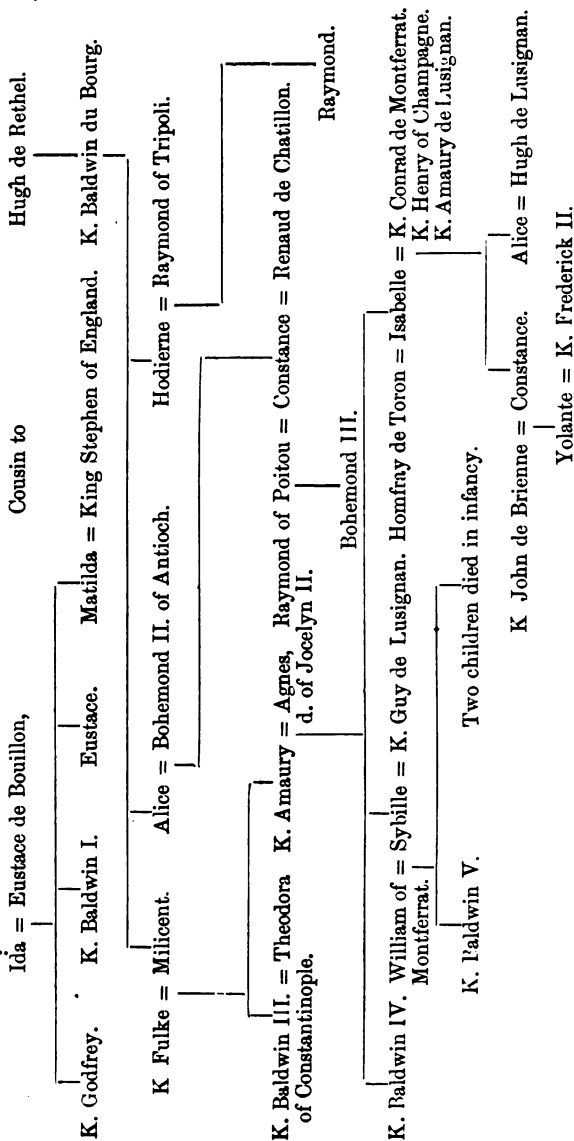 Ida = Eustace de Bouillon, Cousin to Hugh de Rethel.
K. Godfrey. K. Baldwin I. Eustace. Matilda = King Stephen of England. K. Baldwin du Bourg.
K Fulke = Milicent. Alice = Bohemond II. of Antioch. Hodierne = Raymond of Tripoli.
K. Baldwin III. = Theodora K. Amaury = Agnes, Raymond of Poitou = Constance = Renaud de Chatillon. Raymond.
of Constantinople. d. of Jocelyn II.
Bohemond III.
K. Baldwin IV. William of = Sybille = K. Guy de Lusignan. Homfray de Toron = Isabelle = K. Conrad de Montferrat.
Montferrat. K. Henry of Champagne.
K. Amaury de Lusignan.
K. Baldwin V. Two children died in infancy.
K John de Brienne = Constance. Alice = Hugh de Lusignan.
Yolante = K. Frederick II.